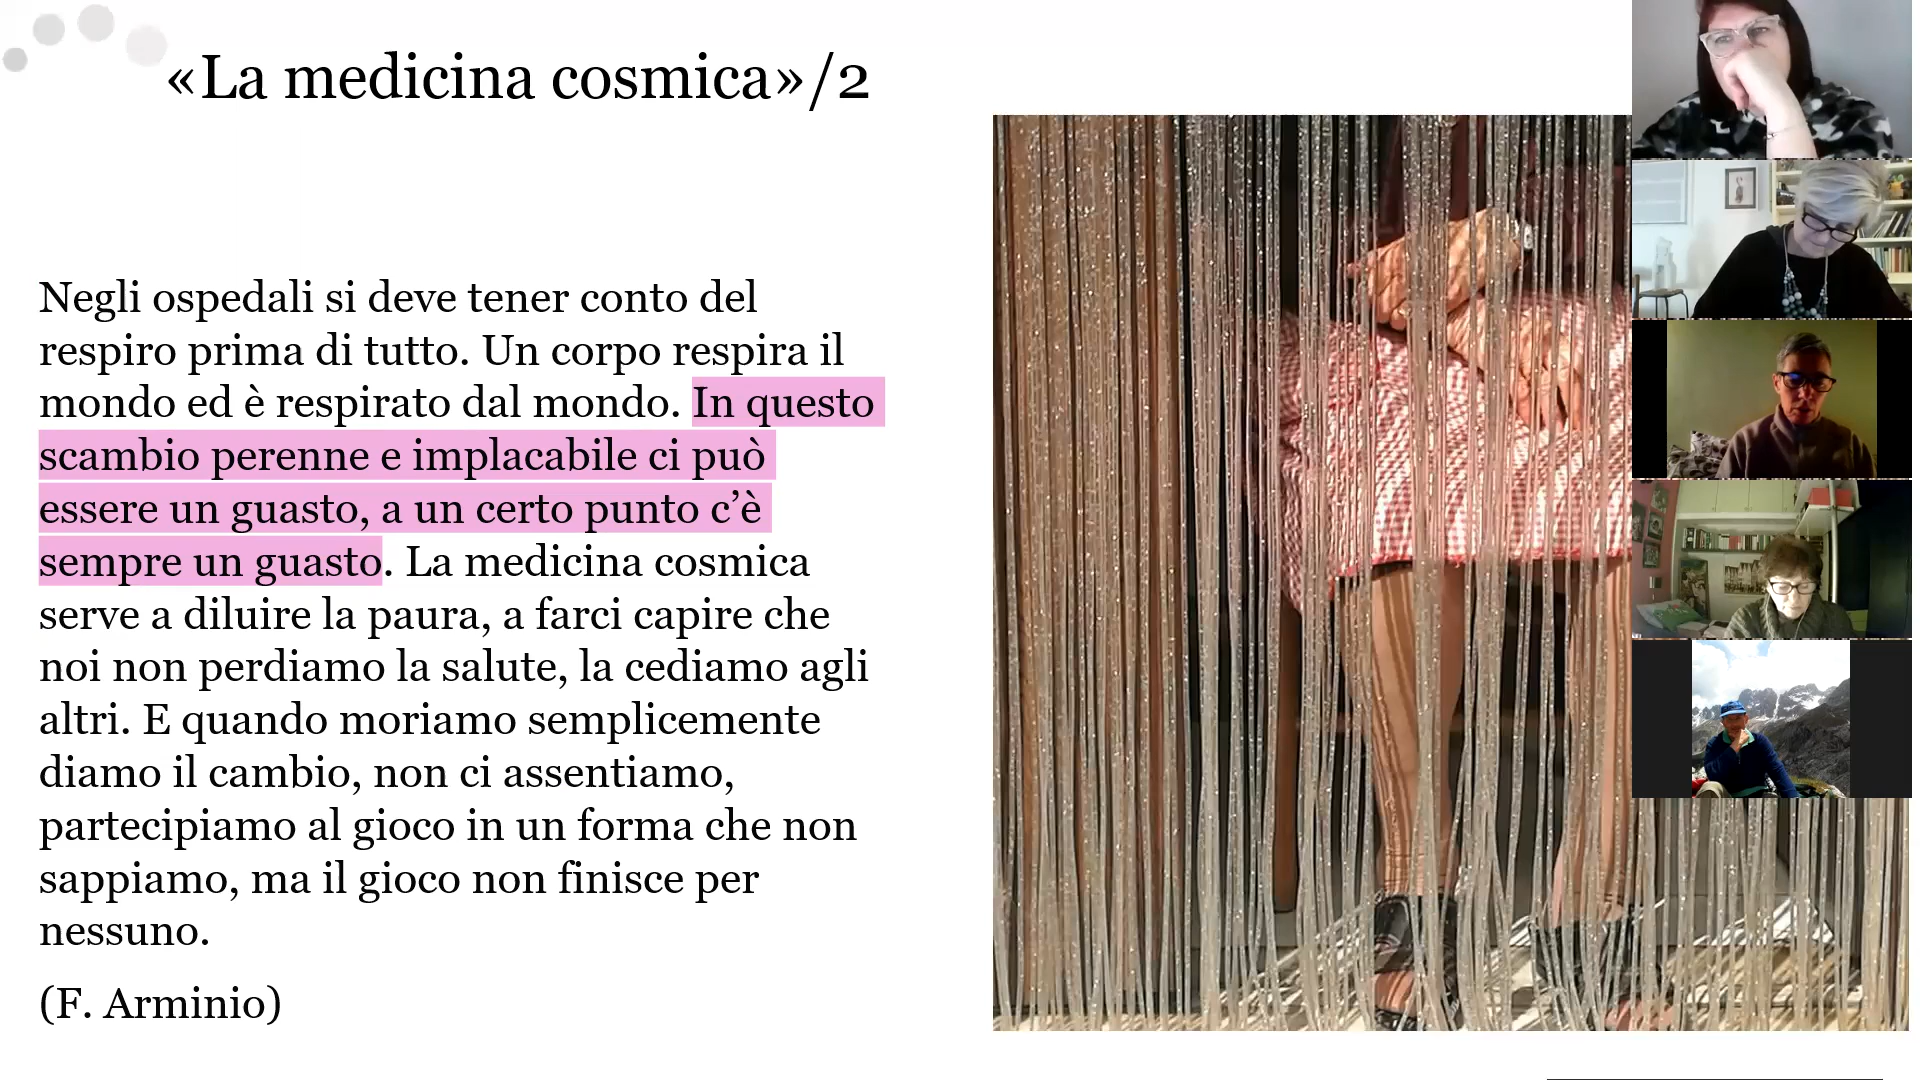 «La medicina cosmica»/2
Negli ospedali si deve tener conto del
respiro prima di tutto. Un corpo respira il
mondo ed è respirato dal mondo. In questo
scambio perenne e implacabile ci può
essere un guasto, a un certo punto c’è
sempre un guasto. La medicina cosmica
serve a diluire la paura, a farci capire che
noi non perdiamo la salute, la cediamo agli
altri. E quando moriamo semplicemente
diamo il cambio, non ci assentiamo,
partecipiamo al gioco in un forma che non
sappiamo, ma il gioco non finisce per
nessuno.
(F. Arminio)